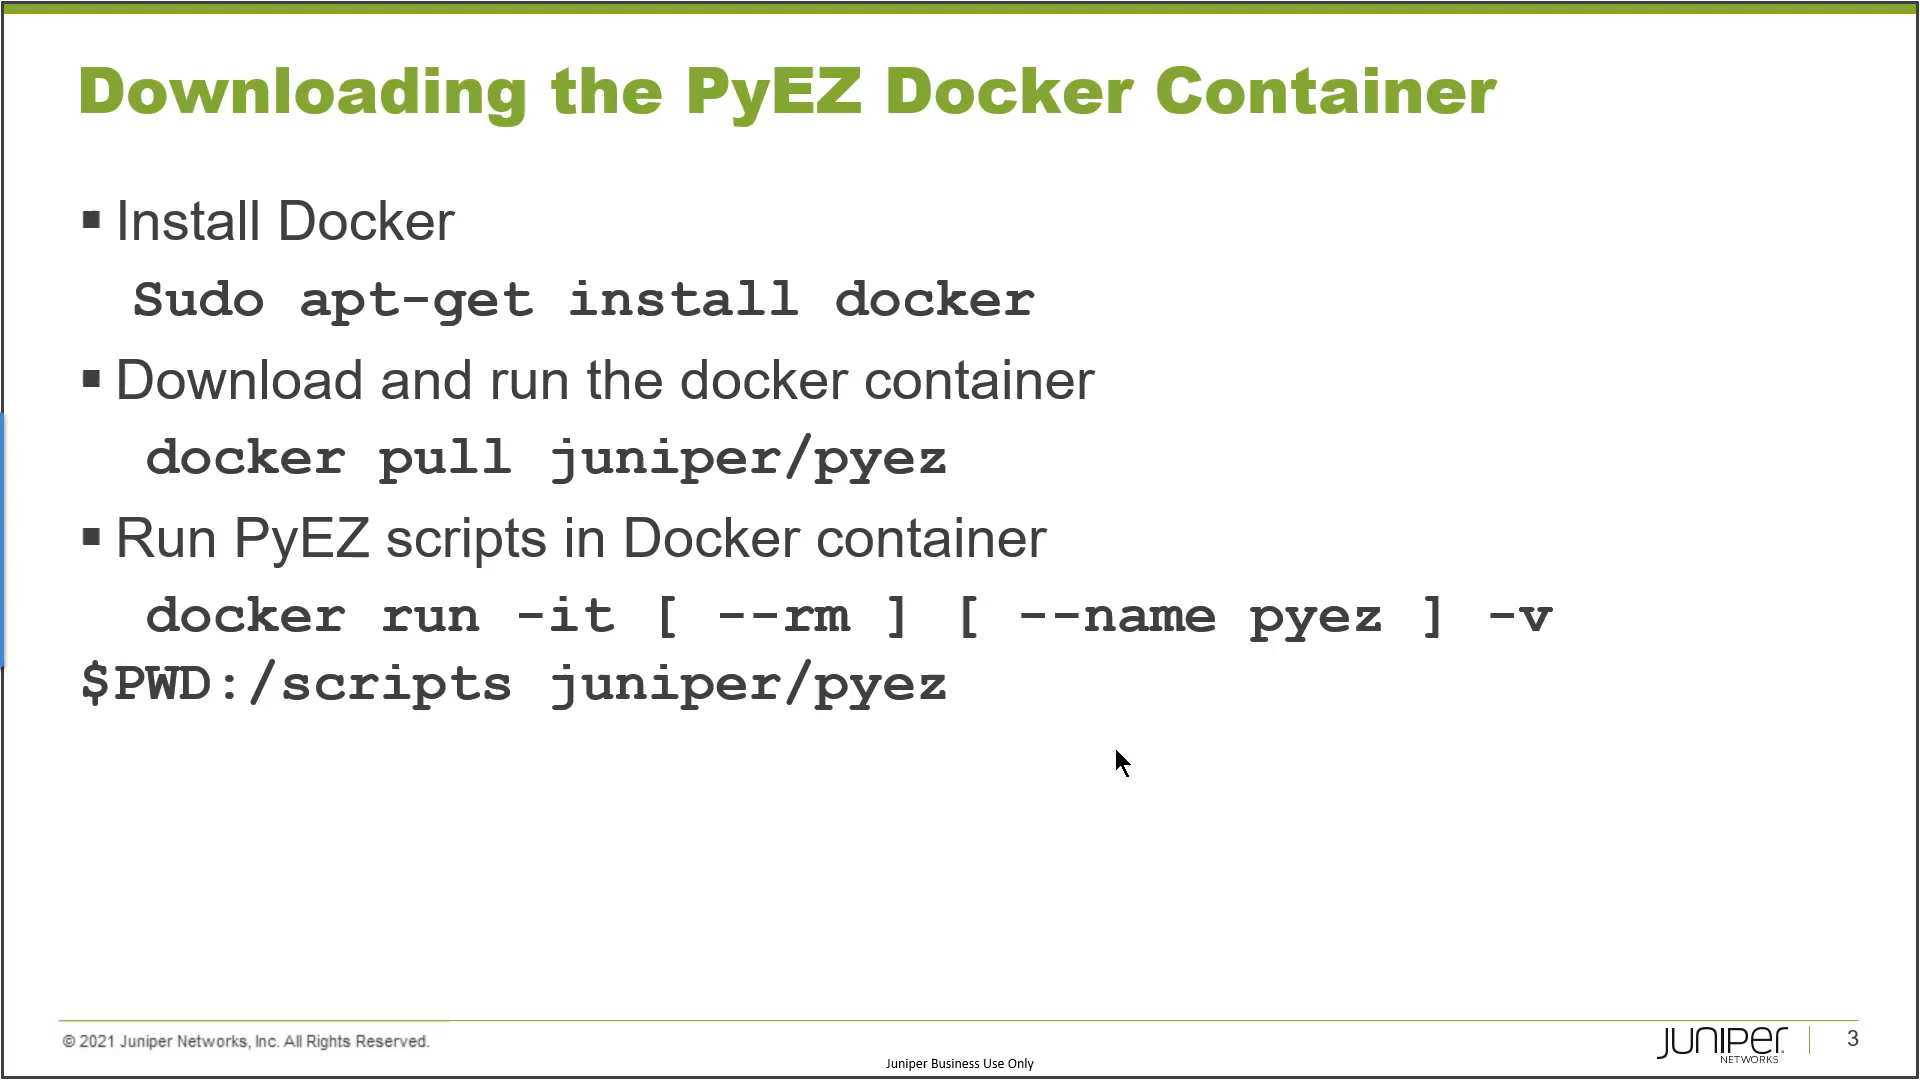 Downloading the PyEZ Docker Container
▪ Install Docker
Sudo apt-get install docker
▪ Download and run the docker container
docker pull juniper/pyez
▪ Run PyEZ scripts in Docker container
docker run -it [ --rm ] [ --name pyez ] -v
$PWD:/scripts juniper/pyez
© 2021 Juniper Networks, Inc. All Rights Reserved.
Juniper Business Use Only
JUNIPER
NETWORKS
3